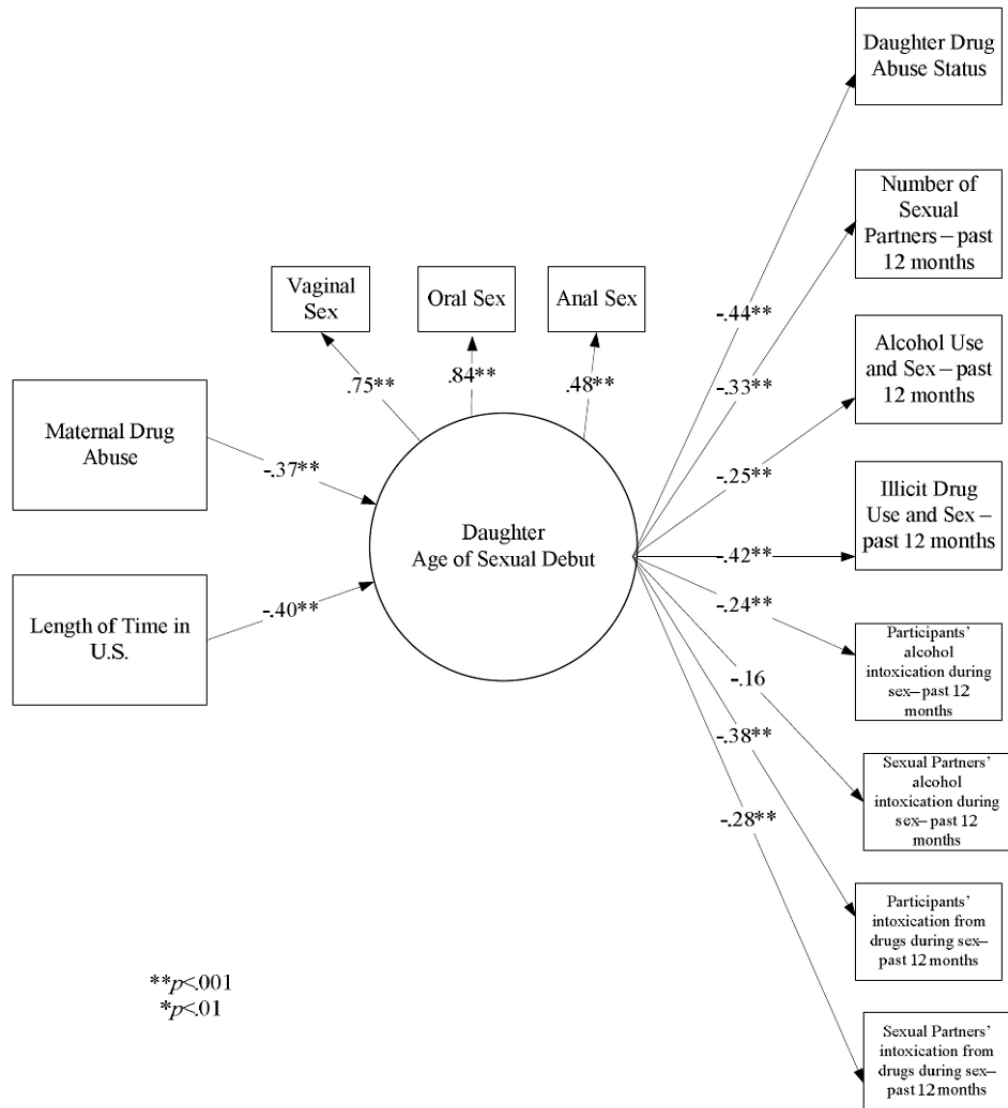 Daughter Drug
Abuse Status
Number of
Sexual
Partners – past
12 months
Vaginal
Sex
Oral Sex
Anal Sex
-.44**
Alcohol Use
and Sex – past
12 months
.75**
.84**
.48**
-.33**
Maternal Drug
Abuse
-.37**
-.25**
Illicit Drug
Use and Sex –
past 12 months
Daughter
Age of Sexual Debut
-.42**
Length of Time in
U.S.
-.40**
-.24**
Participants’
alcohol
intoxication during
sex– past 12
months
-.16
-.38**
Sexual Partners’
alcohol
intoxication during
sex– past 12
months
-.28**
Participants’
intoxication from
drugs during sex–
past 12 months
**p<.001
*p<.01
Sexual Partners’
intoxication from
drugs during sex–
past 12 months